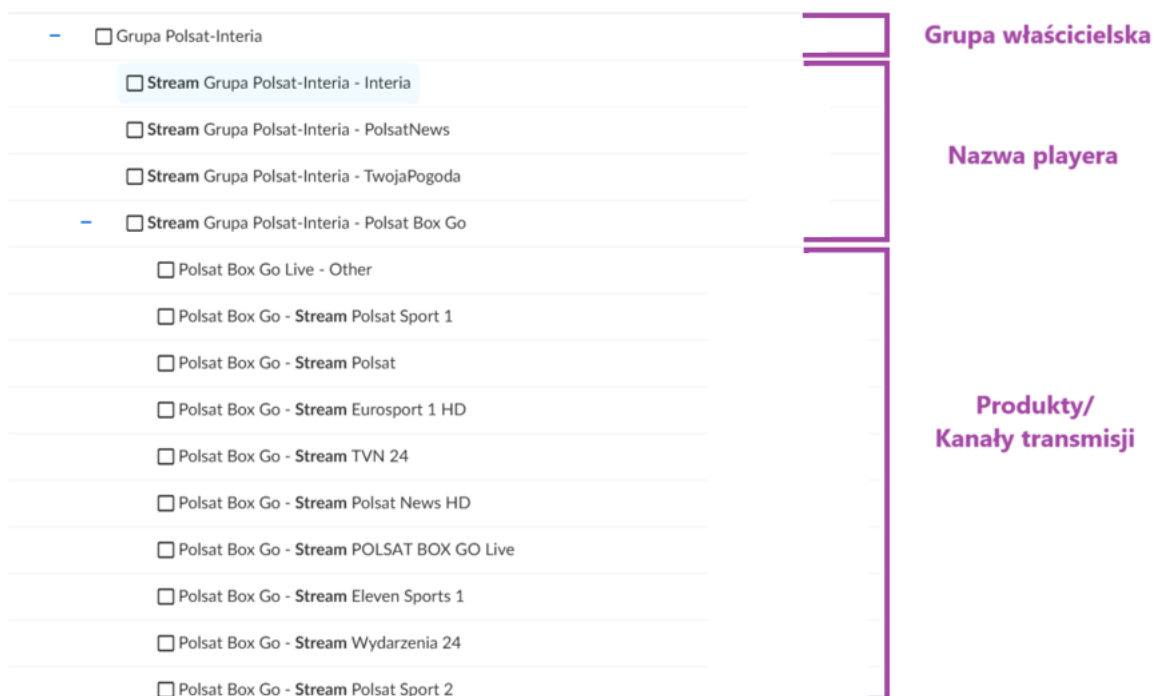 Grupa Polsat-Interia
Grupa właścicielska
Stream Grupa Polsat-Interia - Interia
Stream Grupa Polsat-Interia - PolsatNews
Nazwa playera
Stream Grupa Polsat-Interia - TwojaPogoda
Stream Grupa Polsat-Interia - Polsat Box Go
Polsat Box Go Live - Other
Polsat Box Go - Stream Polsat Sport 1
Polsat Box Go - Stream Polsat
Polsat Box Go - Stream Eurosport 1 HD
Produkty/
Kanały transmisji
Polsat Box Go - Stream TVN 24
Polsat Box Go - Stream Polsat News HD
Polsat Box Go - Stream POLSAT BOX GO Live
Polsat Box Go - Stream Eleven Sports 1
Polsat Box Go - Stream Wydarzenia 24
Polsat Box Go - Stream Polsat Sport 2